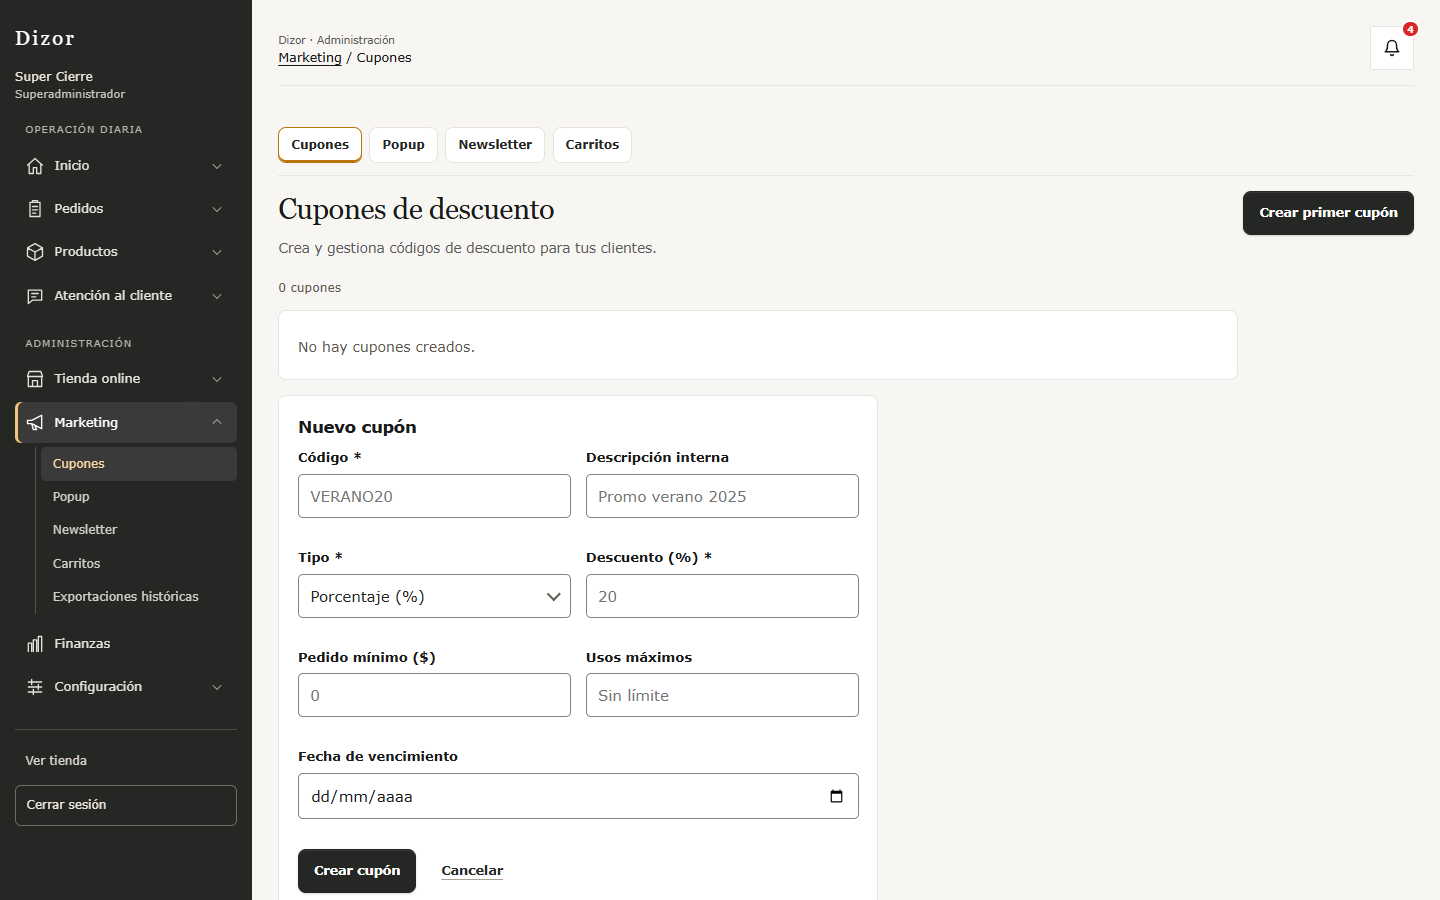 Dizor
Super Cierre
Superadministrador
OPERACIÓN DIARIA
Inicio
Pedidos
Productos
Atención al cliente
ADMINISTRACIÓN
Tienda online
Marketing
Cupones
Popup
Newsletter
Carritos
Exportaciones históricas
Finanzas
Configuración
Ver tienda
Cerrar sesión
Dizor · Administración
Marketing / Cupones
4
Cupones Popup Newsletter Carritos
Cupones de descuento
Crear primer cupón
Crea y gestiona códigos de descuento para tus clientes.
0 cupones
No hay cupones creados.
Nuevo cupón
Código * Descripción interna
VERANO20 Promo verano 2025
Tipo * Descuento (%) *
Porcentaje (%) 20
Pedido mínimo ($) Usos máximos
0 Sin límite
Fecha de vencimiento
dd/mm/aaaa
Crear cupón Cancelar